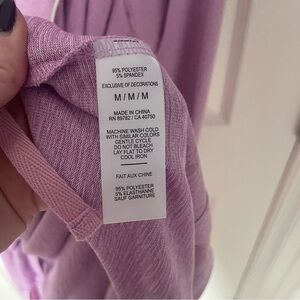 95% POLYESTER
5% SPANDEX
EXCLUSIVE OF DECORATIONS
M / M / M
MADE IN CHINA
RN 89782 / CA 40750
MACHINE WASH COLD
WITH SIMILAR COLORS
GENTLE CYCLE
DO NOT BLEACH
LAY FLAT TO DRY
COOL IRON
FAIT AUX CHINE
95% POLYESTER
5% ELASTHANNE
SAUF GARNITURE